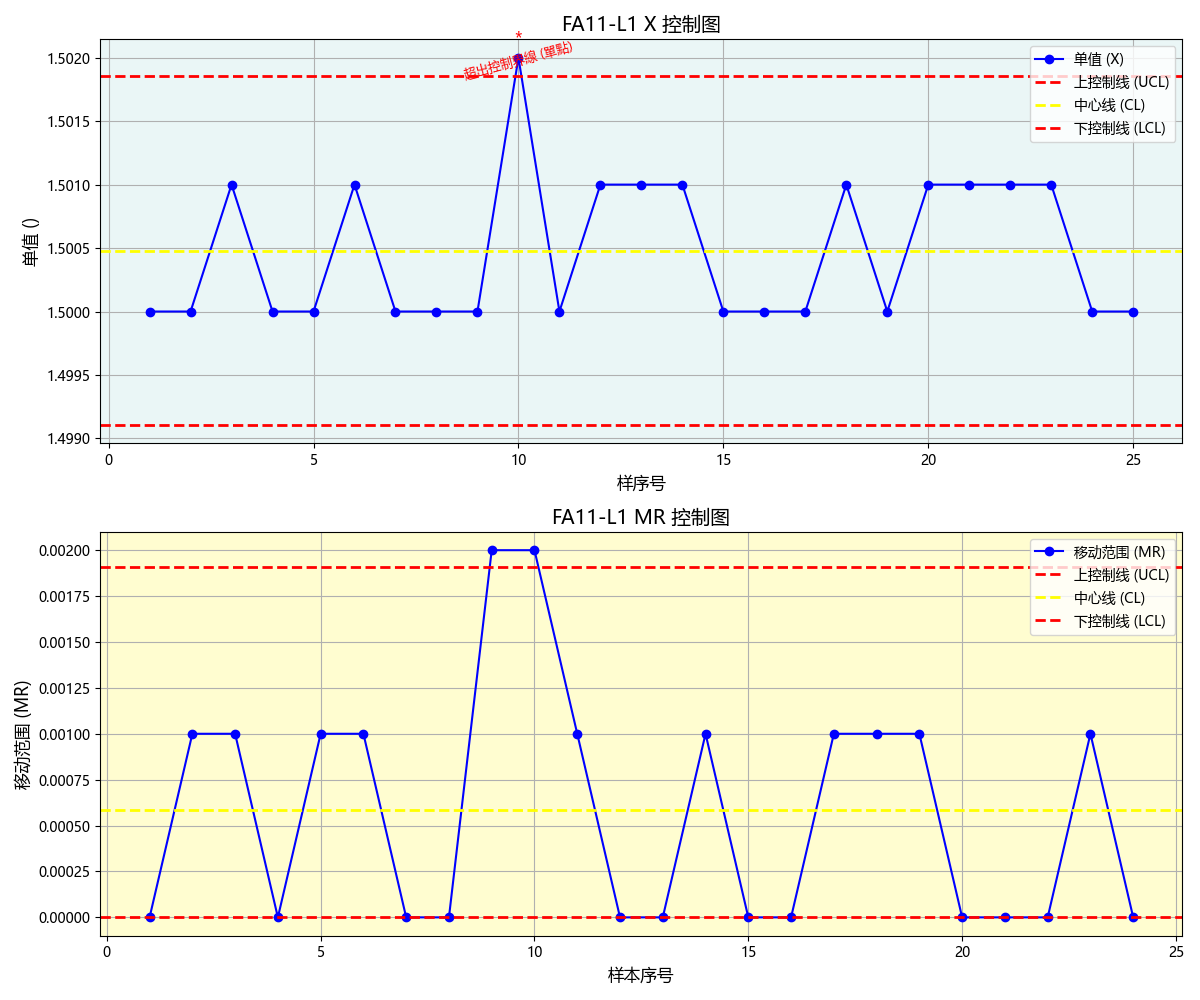 FA11-L1 X 控制图
*
超出控制界線 (單點)
单值 (X)
上控制线 (UCL)
中心线 (CL)
下控制线 (LCL)
1.5020
1.5015
1.5010
1.5005
1.5000
1.4995
1.4990
单值 ()
0 5 10 15 20 25
样序号
FA11-L1 MR 控制图
移动范围 (MR)
上控制线 (UCL)
中心线 (CL)
下控制线 (LCL)
0.00200
0.00175
0.00150
0.00125
0.00100
0.00075
0.00050
0.00025
0.00000
移动范围 (MR)
0 5 10 15 20 25
样本序号